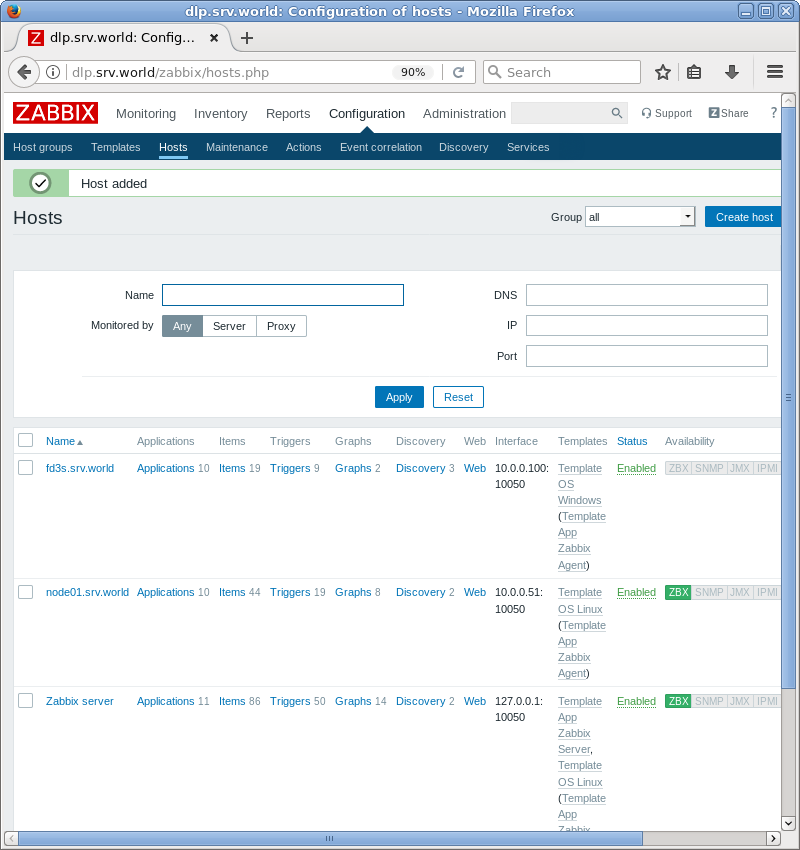 dlp.srv.world: Configuration of hosts - Mozilla Firefox
Z dlp.srv.world: Config...
dlp.srv.world/zabbix/hosts.php 90% Search
ZABBIX Monitoring Inventory Reports Configuration Administration Support Z Share ?
Host groups Templates Hosts Maintenance Actions Event correlation Discovery Services
Host added
Hosts Group all Create host
Name DNS
Monitored by Any Server Proxy IP
Port
Apply Reset
Name Applications Items Triggers Graphs Discovery Web Interface Templates Status Availability
fd3s.srv.world Applications 10 Items 19 Triggers 9 Graphs 2 Discovery 3 Web 10.0.0.100: Template Enabled ZBX SNMP JMX IPMI
10050 OS
Windows
(Template
App
Zabbix
Agent)
node01.srv.world Applications 10 Items 44 Triggers 19 Graphs 8 Discovery 2 Web 10.0.0.51: Template Enabled ZBX SNMP JMX IPMI
10050 OS Linux
(Template
App
Zabbix
Agent)
Zabbix server Applications 11 Items 86 Triggers 50 Graphs 14 Discovery 2 Web 127.0.0.1: Template Enabled ZBX SNMP JMX IPMI
10050 App
Zabbix
Server,
Template
OS Linux
(Template
App
Zabbix